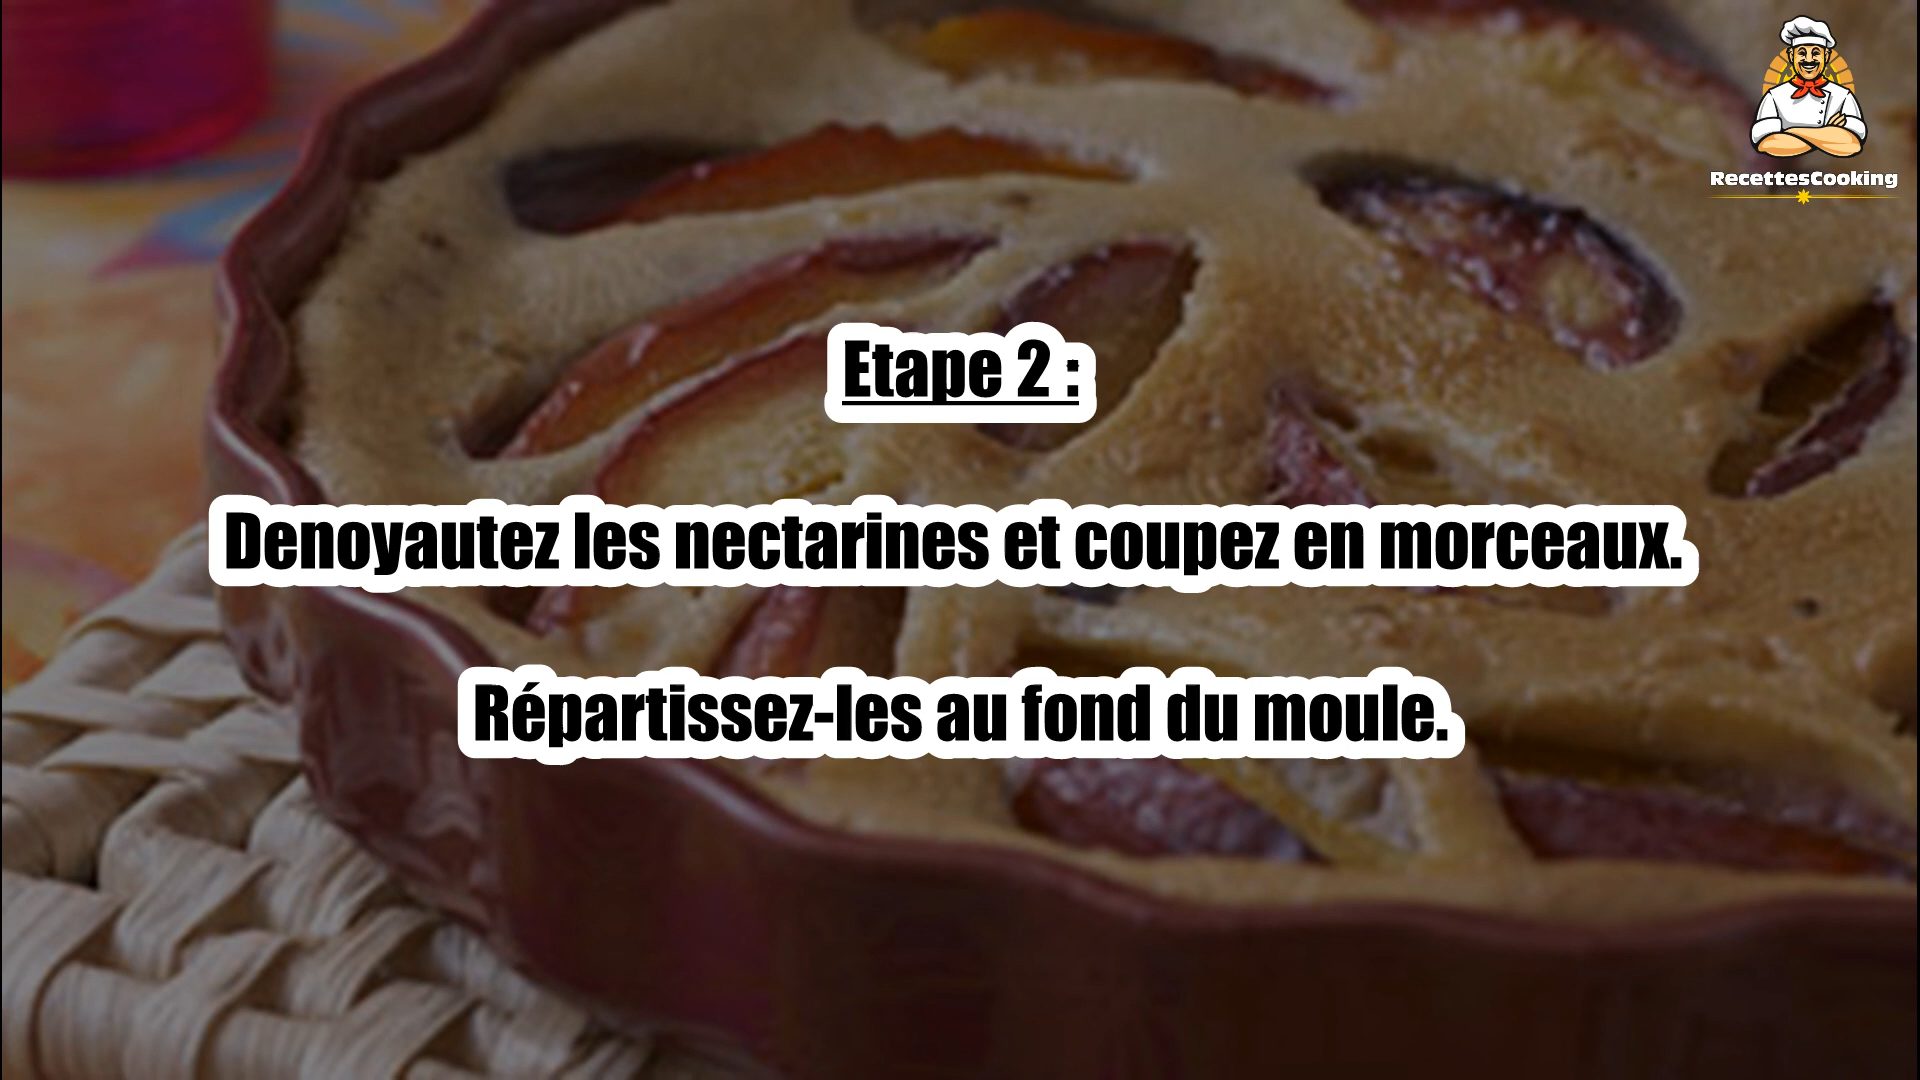 RecettesCooking
Etape 2 :
Denoyautez les nectarines et coupez en morceaux.
Répartissez-les au fond du moule.